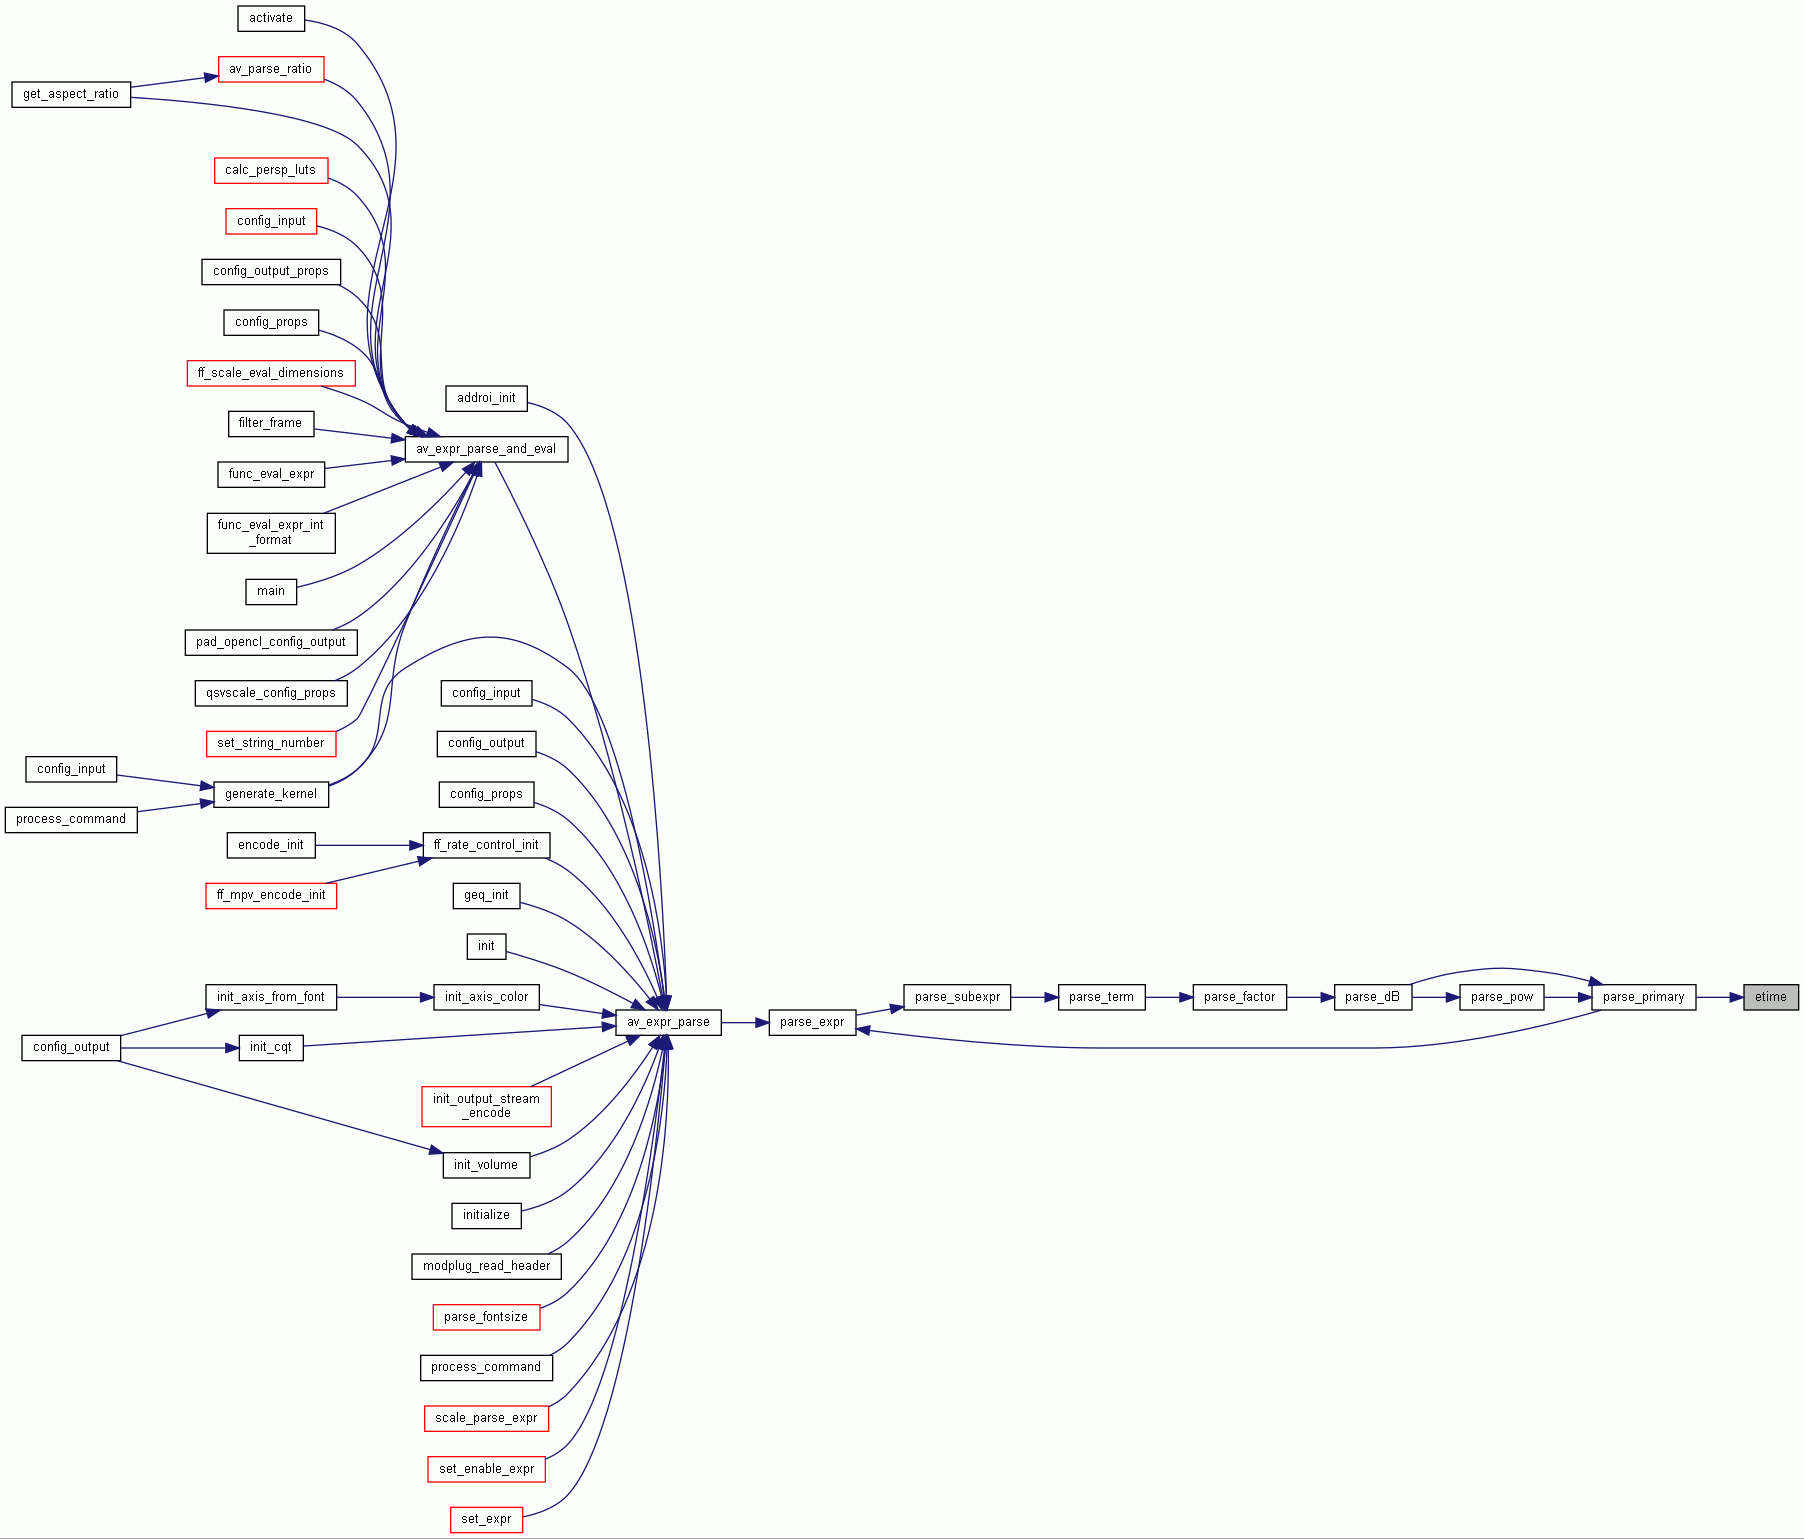 activate
av_parse_ratio
get_aspect_ratio
calc_persp_luts
config_input
config_output_props
config_props
ff_scale_eval_dimensions
addroi_init
filter_frame
av_expr_parse_and_eval
func_eval_expr
func_eval_expr_int
_format
main
pad_opencl_config_output
qsvscale_config_props
config_input
set_string_number
config_output
config_input
generate_kernel
config_props
process_command
encode_init
ff_rate_control_init
ff_mpv_encode_init
geq_init
init
init_axis_from_font
init_axis_color
parse_subexpr
parse_term
parse_factor
parse_dB
parse_pow
parse_primary
etime
av_expr_parse
parse_expr
config_output
init_cqt
init_output_stream
_encode
init_volume
initialize
modplug_read_header
parse_fontsize
process_command
scale_parse_expr
set_enable_expr
set_expr